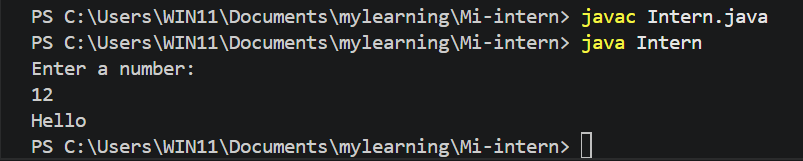 PS C:\Users\WIN11\Documents\mylearning\Mi-intern> javac Intern.java
PS C:\Users\WIN11\Documents\mylearning\Mi-intern> java Intern
Enter a number:
12
Hello
PS C:\Users\WIN11\Documents\mylearning\Mi-intern>